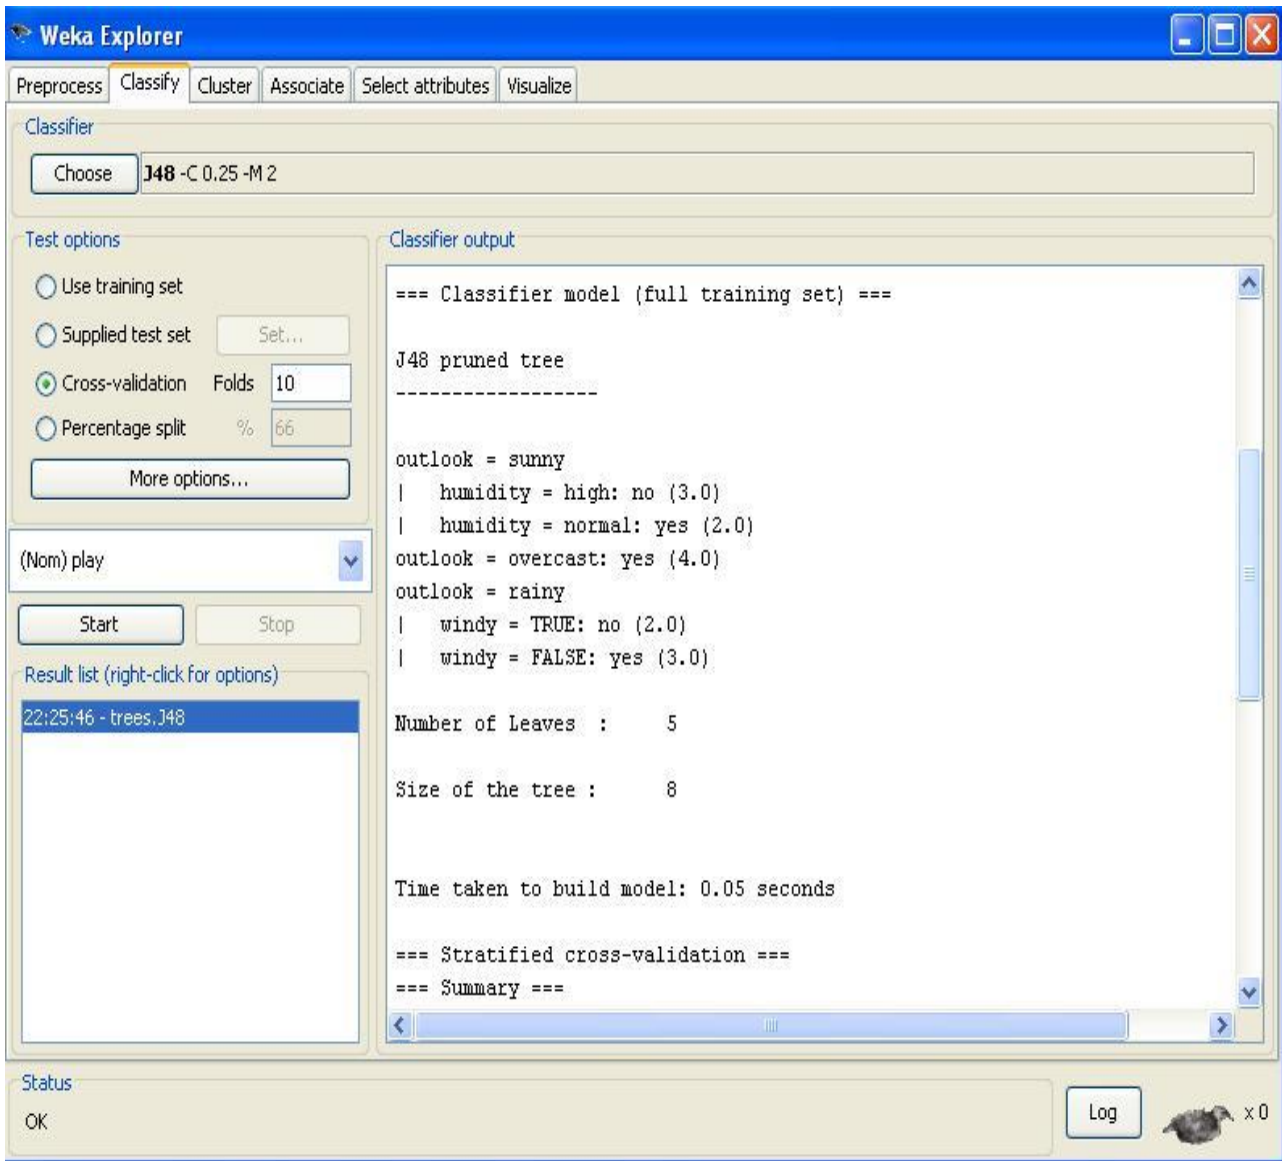 Weka Explorer
Preprocess Classify Cluster Associate Select attributes Visualize
Classifier
Choose J48 -C 0.25 -M 2
Test options
Use training set
Supplied test set Set...
Cross-validation Folds 10
Percentage split % 66
More options...
(Nom) play
Start Stop
Result list (right-click for options)
22:25:46 - trees.J48
Classifier output
=== Classifier model (full training set) ===
J48 pruned tree
------------------
outlook = sunny
|   humidity = high: no (3.0)
|   humidity = normal: yes (2.0)
outlook = overcast: yes (4.0)
outlook = rainy
|   windy = TRUE: no (2.0)
|   windy = FALSE: yes (3.0)
Number of Leaves  :     5
Size of the tree :     8
Time taken to build model: 0.05 seconds
=== Stratified cross-validation ===
=== Summary ===
Status
OK
Log x 0